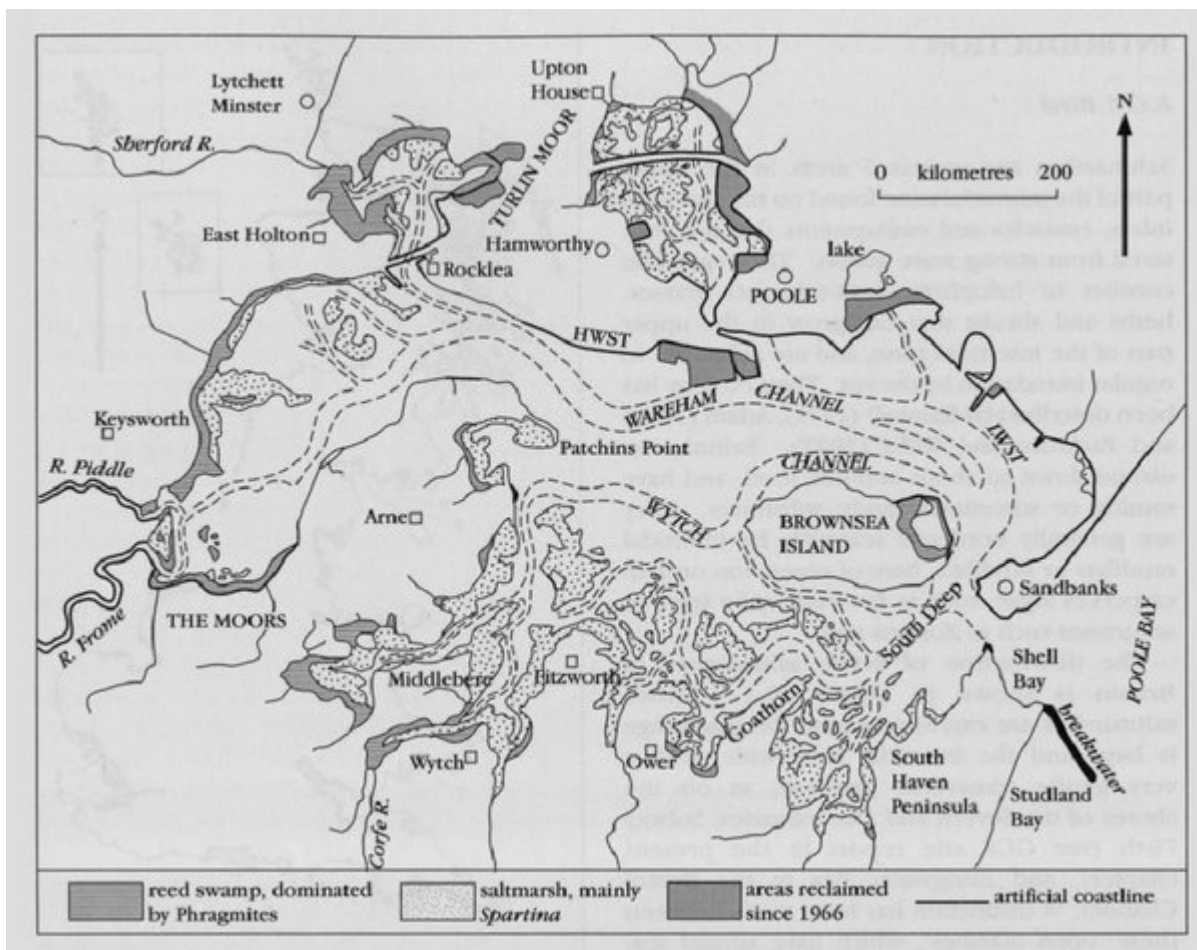 Lytchett
Minster
Sherford R.
Upton
House
TURLIN MOOR
N
0 kilometres 200
East Holton
Hamworthy
Rocklea
lake
POOLE
HWST
Keysworth
WAREHAM CHANNEL
LWST
R. Piddle
Patchins Point
CHANNEL
WYTCH
Arne
BROWNSEA
ISLAND
Sandbanks
THE MOORS
R. Frome
South Deep
POOLE BAY
Shell
Bay
Middlebere
Fitzworth
Goathorn
breakwater
Wytch
Ower
South
Haven
Peninsula
Studland
Bay
Corfe R.
reed swamp, dominated
by Phragmites
saltmarsh, mainly
Spartina
areas reclaimed
since 1966
artificial coastline